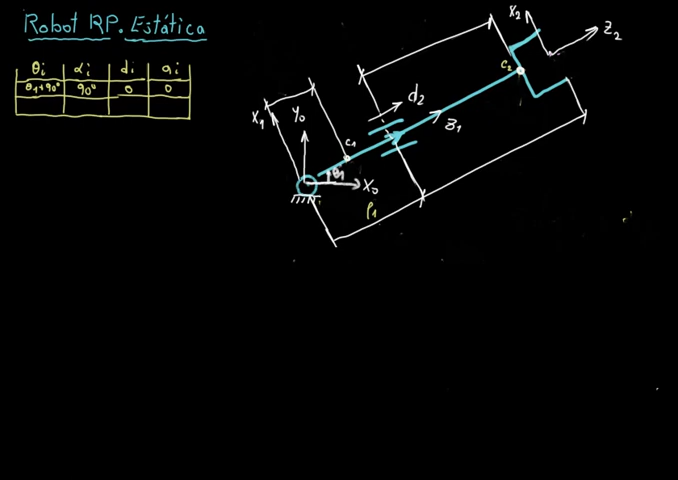 Robot RP. Estática
θi αi di ai
θ1+90° 90° 0 0
X2
Z2
C2
d2
X1
Y0
Z1
C1
θ1
X0